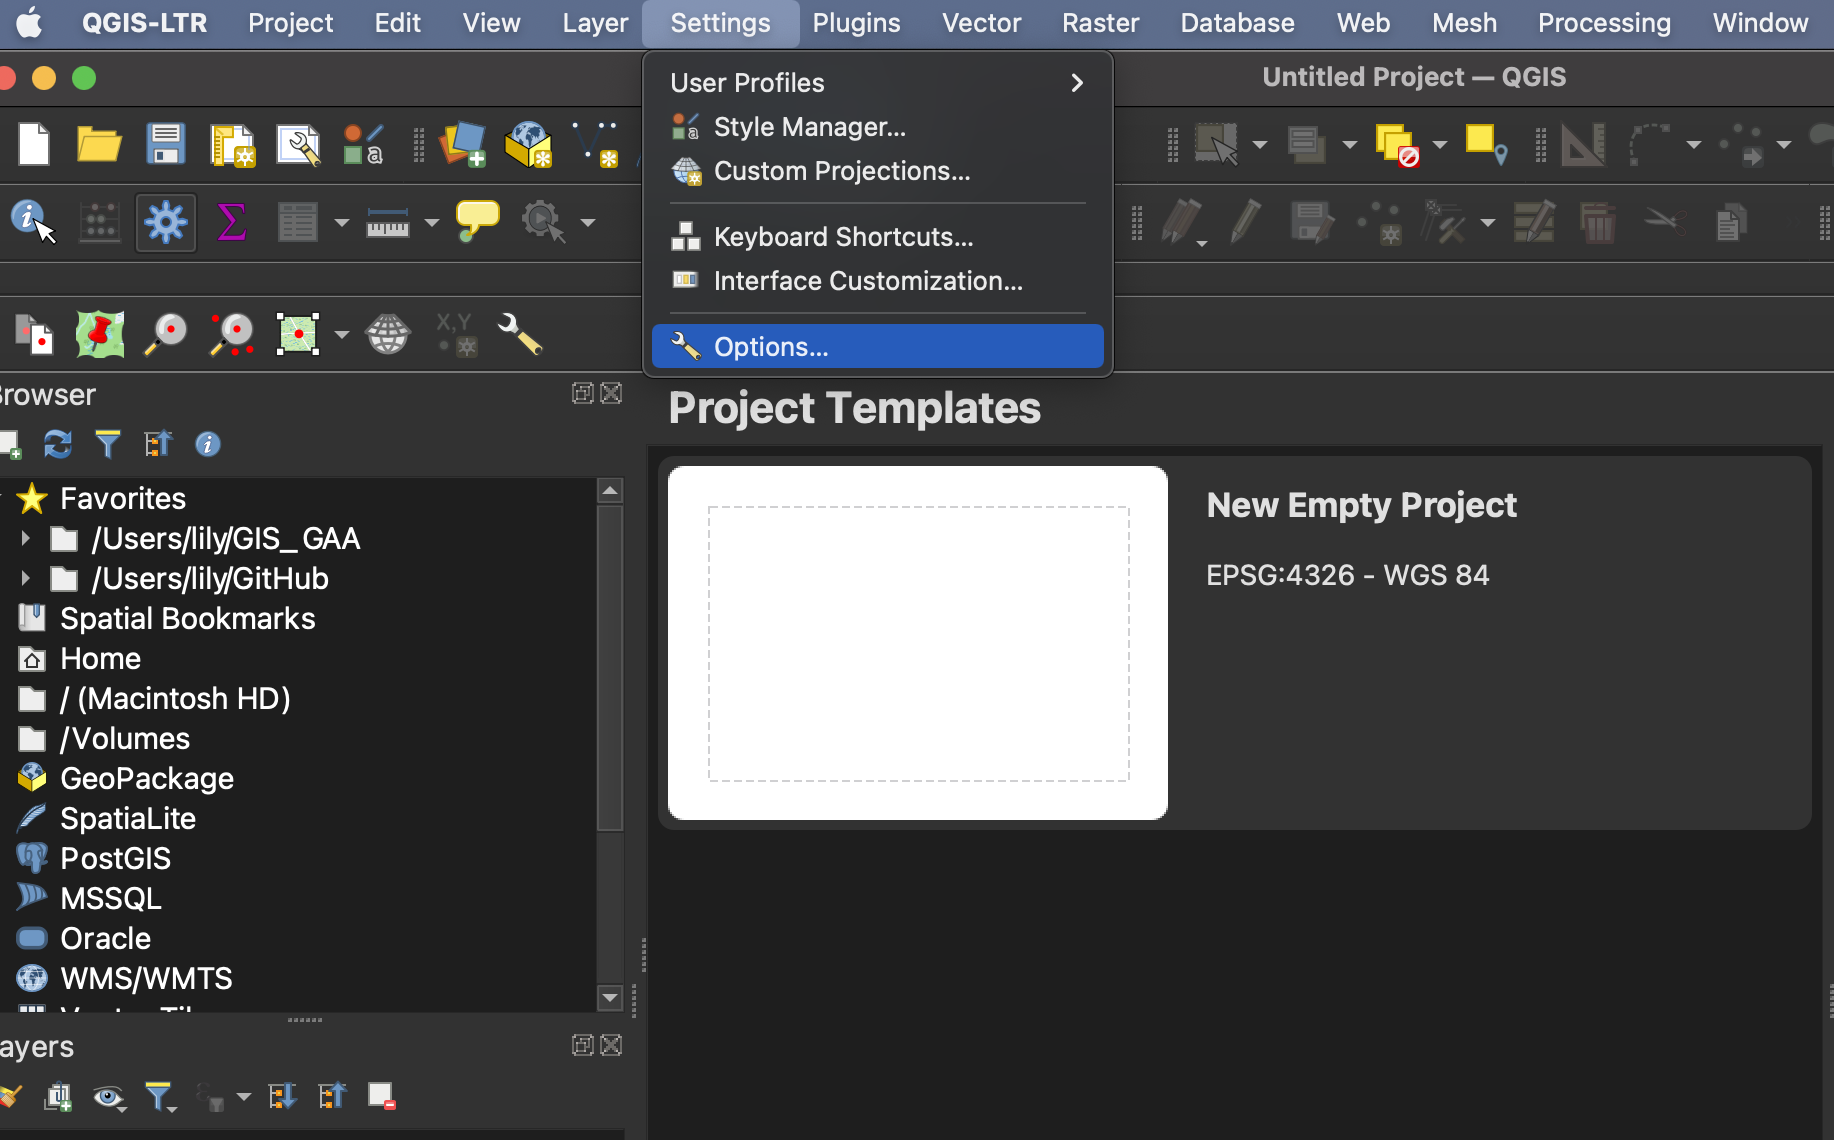 QGIS-LTR Project Edit View Layer Settings Plugins Vector Raster Database Web Mesh Processing Window
Untitled Project — QGIS
User Profiles
Style Manager...
Custom Projections...
Keyboard Shortcuts...
Interface Customization...
Options...
X,Y
rowser
Favorites
/Users/lily/GIS_GAA
/Users/lily/GitHub
Spatial Bookmarks
Home
/ (Macintosh HD)
/Volumes
GeoPackage
SpatiaLite
PostGIS
MSSQL
Oracle
WMS/WMTS
ayers
Project Templates
New Empty Project
EPSG:4326 - WGS 84